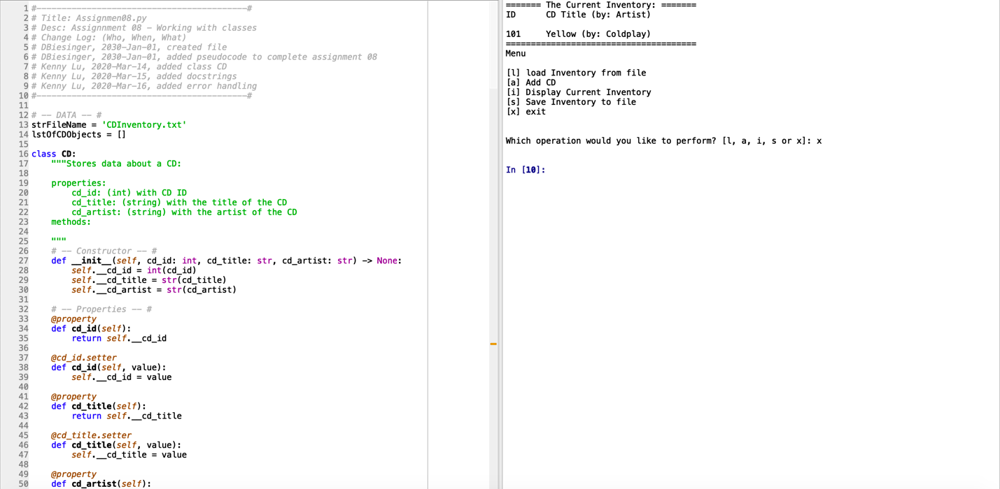 1 #------------------------------------------#
2 # Title: Assignmen08.py
3 # Desc: Assignnment 08 - Working with classes
4 # Change Log: (Who, When, What)
5 # DBiesinger, 2030-Jan-01, created file
6 # DBiesinger, 2030-Jan-01, added pseudocode to complete assignment 08
7 # Kenny Lu, 2020-Mar-14, added class CD
8 # Kenny Lu, 2020-Mar-15, added docstrings
9 # Kenny Lu, 2020-Mar-16, added error handling
10 #------------------------------------------#
11
12 # -- DATA -- #
13 strFileName = 'CDInventory.txt'
14 lstOfCDObjects = []
15
16 class CD:
17     """Stores data about a CD:
18
19     properties:
20         cd_id: (int) with CD ID
21         cd_title: (string) with the title of the CD
22         cd_artist: (string) with the artist of the CD
23     methods:
24
25     """
26     # -- Constructor -- #
27     def __init__(self, cd_id: int, cd_title: str, cd_artist: str) -> None:
28         self.__cd_id = int(cd_id)
29         self.__cd_title = str(cd_title)
30         self.__cd_artist = str(cd_artist)
31
32     # -- Properties -- #
33     @property
34     def cd_id(self):
35         return self.__cd_id
36
37     @cd_id.setter
38     def cd_id(self, value):
39         self.__cd_id = value
40
41     @property
42     def cd_title(self):
43         return self.__cd_title
44
45     @cd_title.setter
46     def cd_title(self, value):
47         self.__cd_title = value
48
49     @property
50     def cd_artist(self):
======= The Current Inventory: =======
ID      CD Title (by: Artist)
101     Yellow (by: Coldplay)
======================================
Menu
[l] load Inventory from file
[a] Add CD
[i] Display Current Inventory
[s] Save Inventory to file
[x] exit
Which operation would you like to perform? [l, a, i, s or x]: x
In [10]: